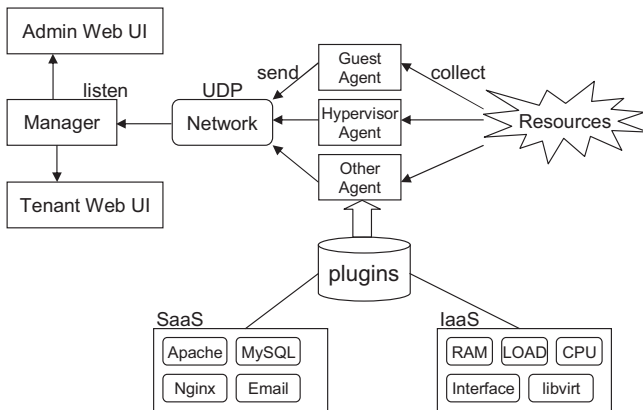 Admin Web UI
listen
Manager
Tenant Web UI
UDP
Network
send
Guest
Agent
collect
Hypervisor
Agent
Other
Agent
Resources
plugins
SaaS
Apache
MySQL
Nginx
Email
IaaS
RAM
LOAD
CPU
Interface
libvirt